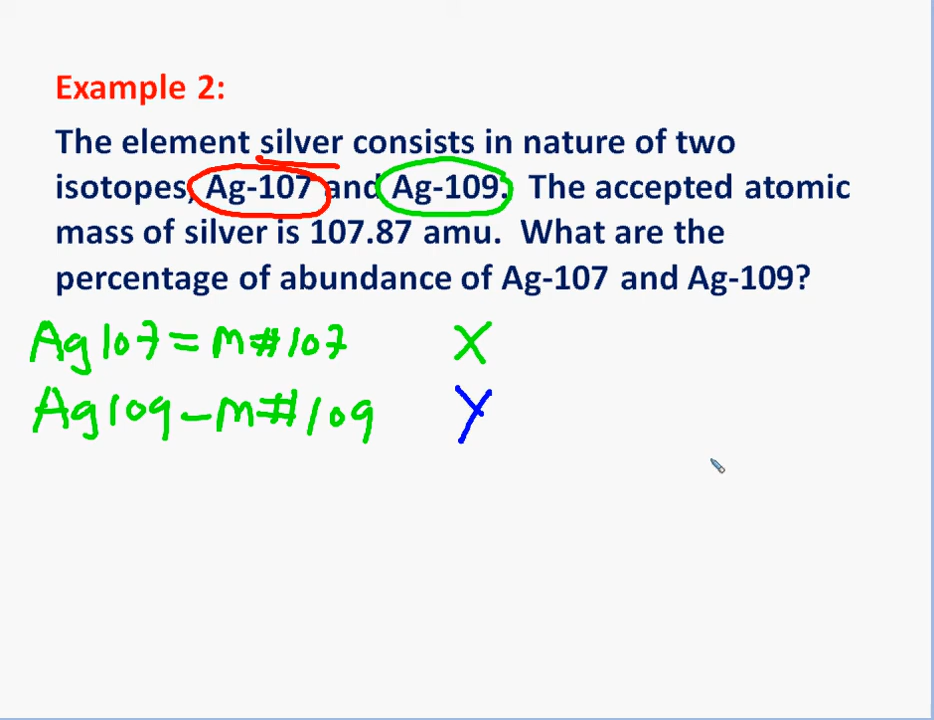 Example 2:
The element silver consists in nature of two
isotopes, Ag-107 and Ag-109. The accepted atomic
mass of silver is 107.87 amu. What are the
percentage of abundance of Ag-107 and Ag-109?
Ag107 = m#107 X
Ag109 - m#109 Y